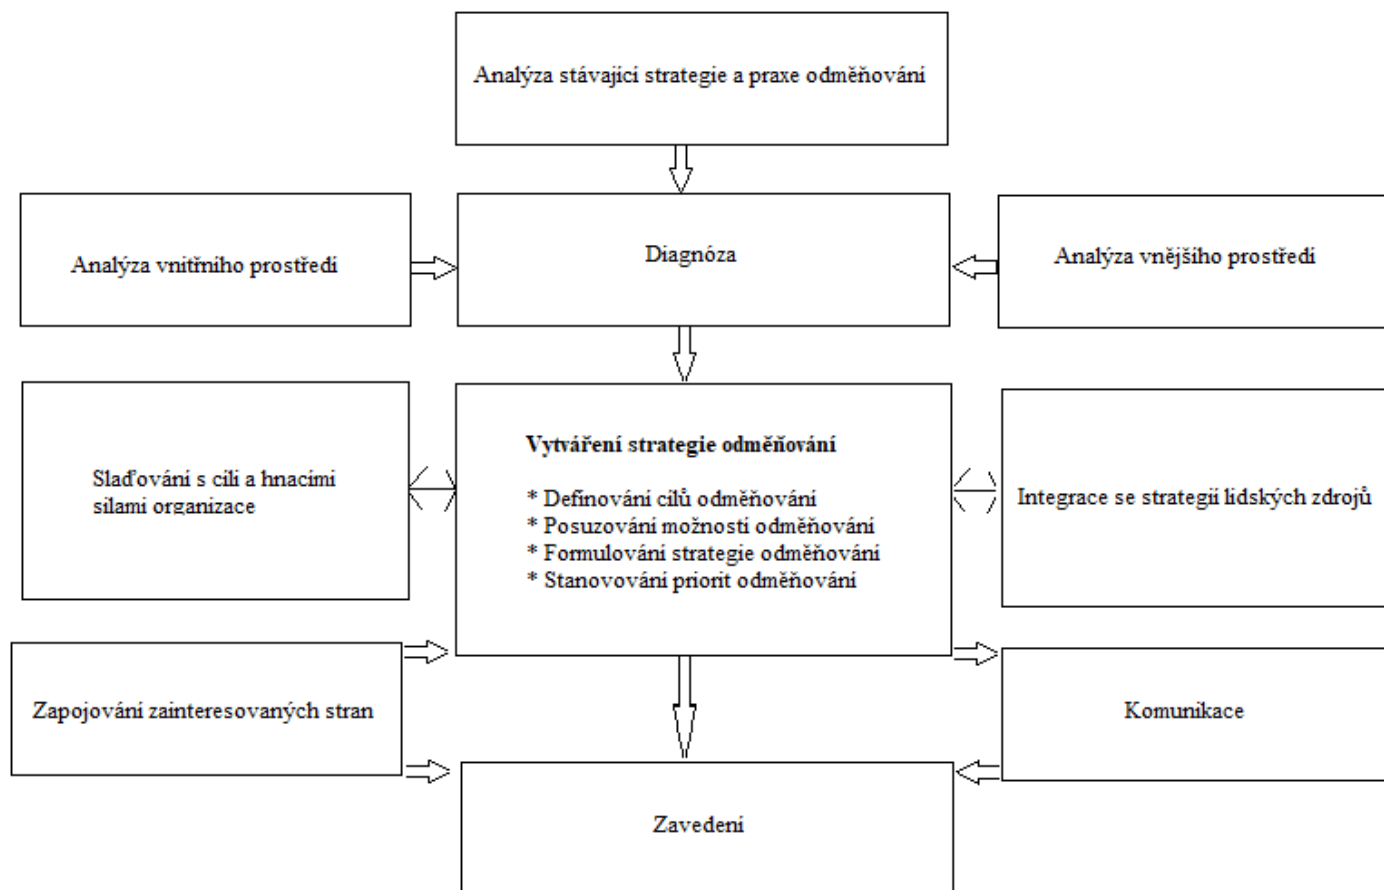 Analýza stávající strategie a praxe odměňování
Analýza vnitřního prostředí
Diagnóza
Analýza vnějšího prostředí
Vytváření strategie odměňování
* Definování cílů odměňování
* Posuzování možností odměňování
* Formulování strategie odměňování
* Stanovování priorit odměňování
Slaďování s cíli a hnacími
silami organizace
Integrace se strategií lidských zdrojů
Zapojování zainteresovaných stran
Komunikace
Zavedení